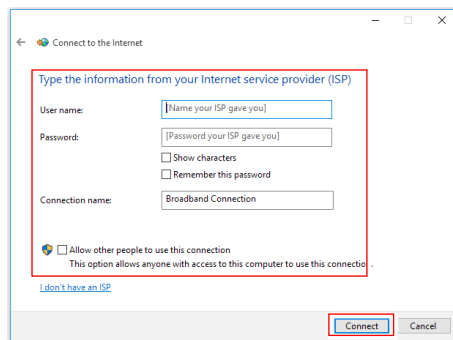 Connect to the Internet
Type the information from your Internet service provider (ISP)
User name:
[Name your ISP gave you]
Password:
[Password your ISP gave you]
Show characters
Remember this password
Connection name:
Broadband Connection
Allow other people to use this connection
This option allows anyone with access to this computer to use this connectio .
I don't have an ISP
Connect
Cancel